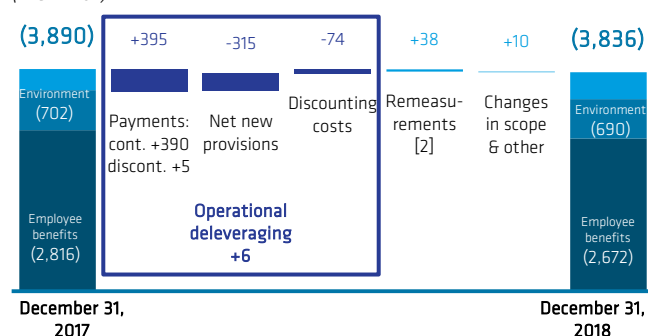 (3,890)
+395
-315
-74
+38
+10
(3,836)
Environment
(702)
Payments:
cont. +390
discont. +5
Net new
provisions
Discounting
costs
Remeasu-
rements
[2]
Changes
in scope
& other
Environment
(690)
Operational
deleveraging
+6
Employee
benefits
(2,816)
Employee
benefits
(2,672)
December 31,
2017
December 31,
2018